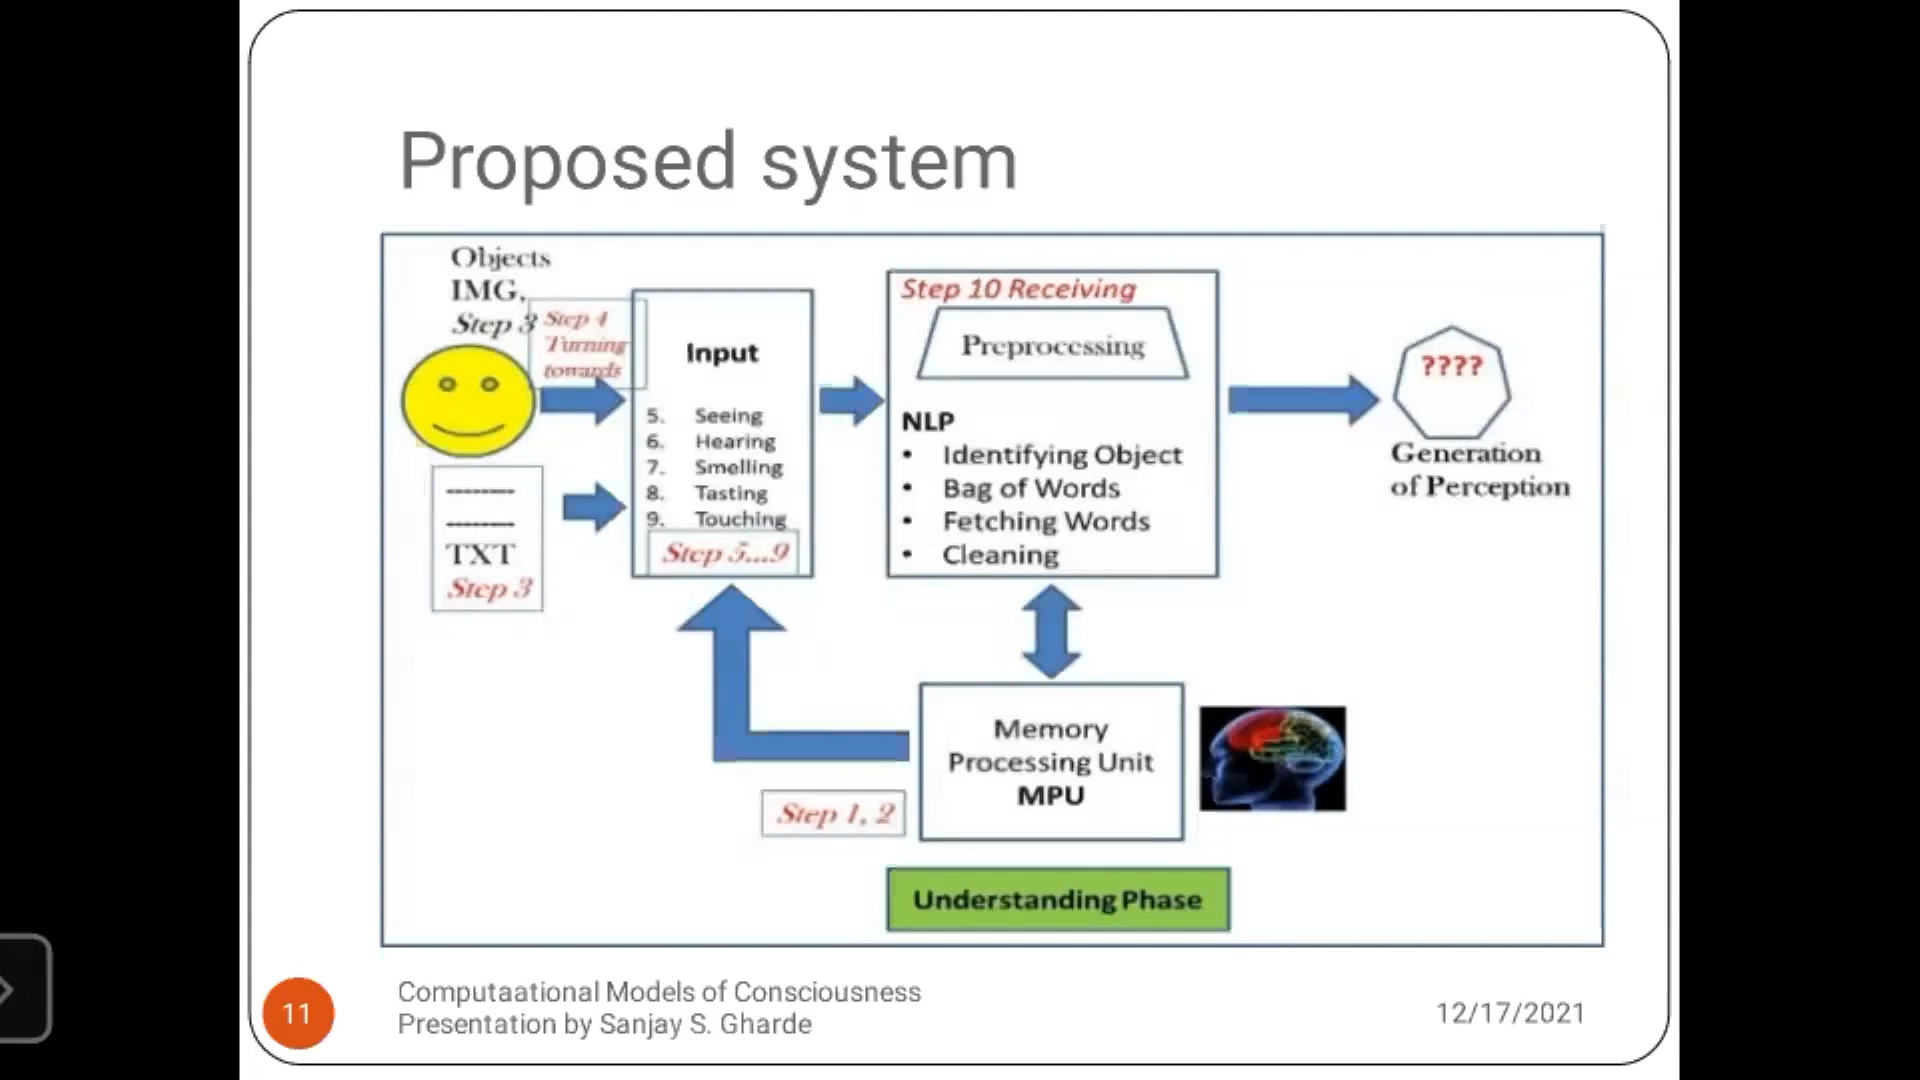 Proposed system
Objects
IMG,
Step 3
Step 4
Turning
towards
------
------
TXT
Step 3
Input
5. Seeing
6. Hearing
7. Smelling
8. Tasting
9. Touching
Step 5...9
Step 10 Receiving
Preprocessing
NLP
• Identifying Object
• Bag of Words
• Fetching Words
• Cleaning
????
Generation
of Perception
Memory
Processing Unit
MPU
Step 1, 2
Understanding Phase
11
Computaational Models of Consciousness
Presentation by Sanjay S. Gharde
12/17/2021